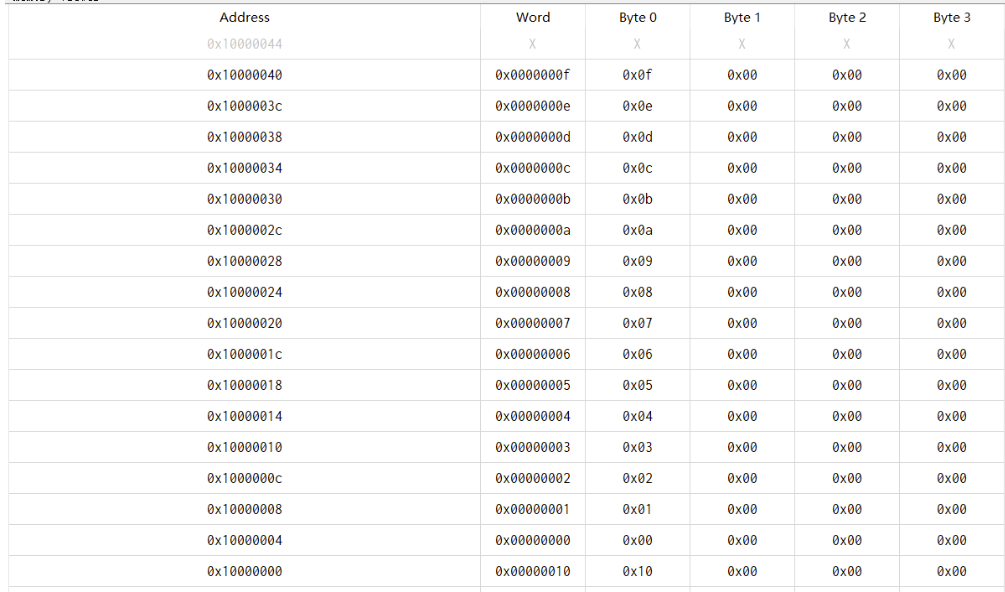 Address Word Byte 0 Byte 1 Byte 2 Byte 3
0x10000044 X X X X X
0x10000040 0x0000000f 0x0f 0x00 0x00 0x00
0x1000003c 0x0000000e 0x0e 0x00 0x00 0x00
0x10000038 0x0000000d 0x0d 0x00 0x00 0x00
0x10000034 0x0000000c 0x0c 0x00 0x00 0x00
0x10000030 0x0000000b 0x0b 0x00 0x00 0x00
0x1000002c 0x0000000a 0x0a 0x00 0x00 0x00
0x10000028 0x00000009 0x09 0x00 0x00 0x00
0x10000024 0x00000008 0x08 0x00 0x00 0x00
0x10000020 0x00000007 0x07 0x00 0x00 0x00
0x1000001c 0x00000006 0x06 0x00 0x00 0x00
0x10000018 0x00000005 0x05 0x00 0x00 0x00
0x10000014 0x00000004 0x04 0x00 0x00 0x00
0x10000010 0x00000003 0x03 0x00 0x00 0x00
0x1000000c 0x00000002 0x02 0x00 0x00 0x00
0x10000008 0x00000001 0x01 0x00 0x00 0x00
0x10000004 0x00000000 0x00 0x00 0x00 0x00
0x10000000 0x00000010 0x10 0x00 0x00 0x00